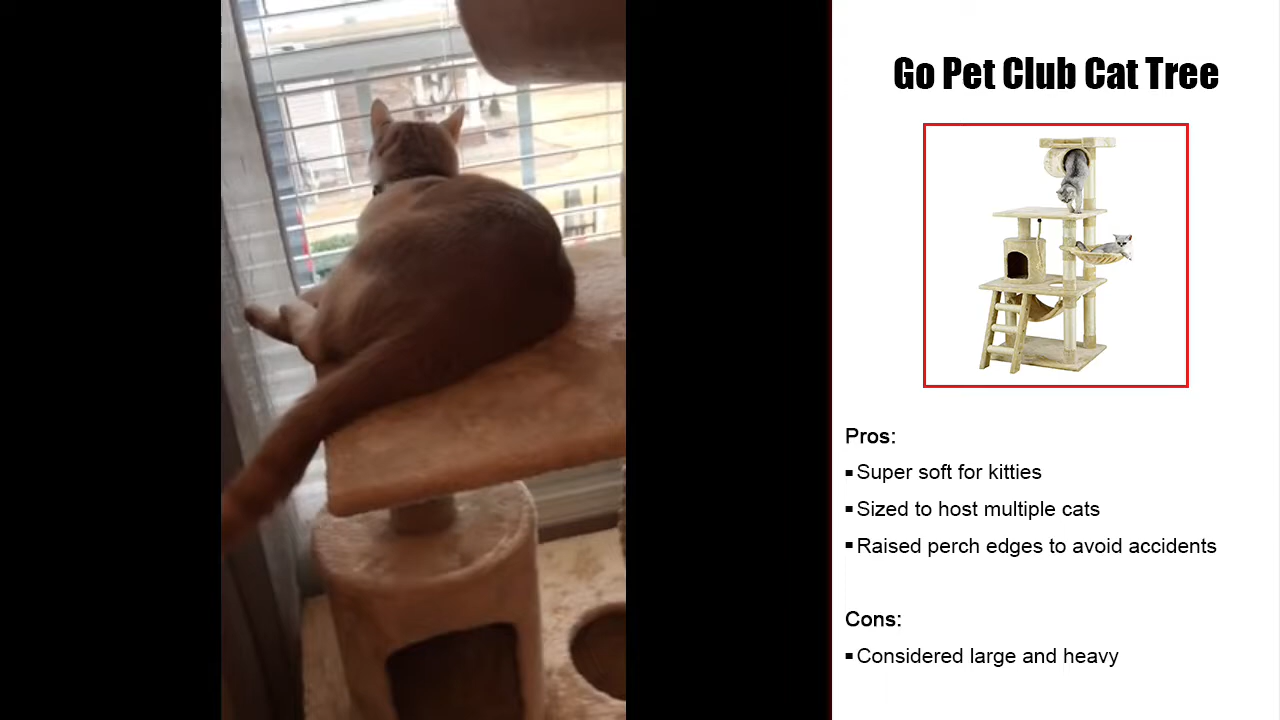 Go Pet Club Cat Tree
Pros:
▪Super soft for kitties
▪Sized to host multiple cats
▪Raised perch edges to avoid accidents
Cons:
▪Considered large and heavy